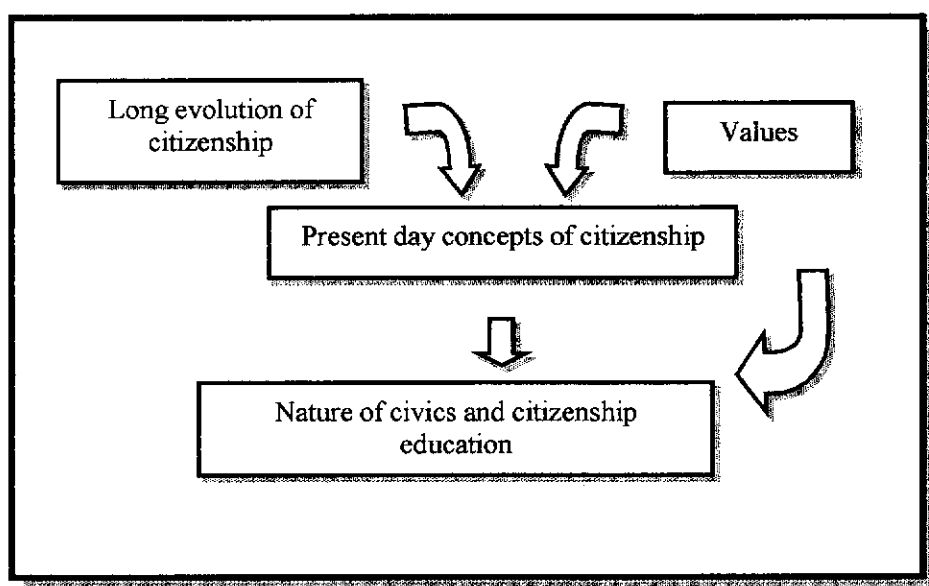 Long evolution of
citizenship
Values
Present day concepts of citizenship
Nature of civics and citizenship
education